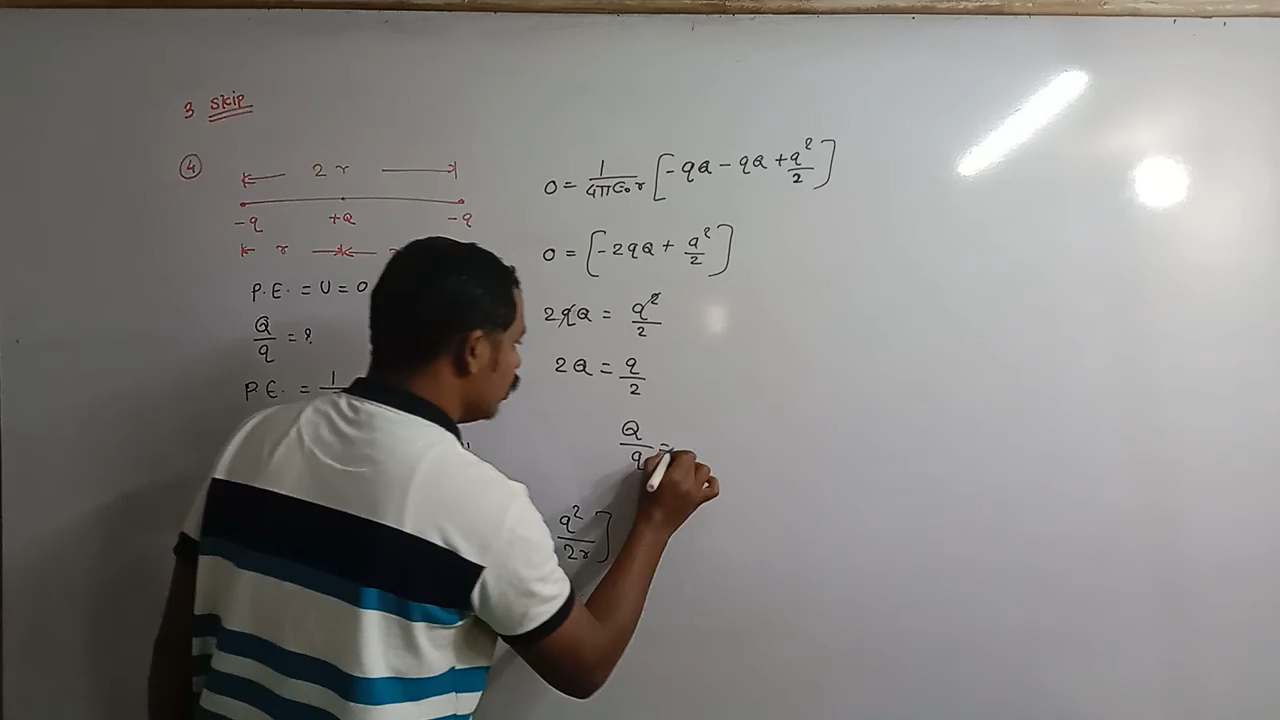 3 Skip
④
2r
-q +Q -q
r
P.E. = U = 0
Q/q = ?
P.E. = 1
q²/2r ]
0 = 1/4πε₀r [ -qQ - qQ + q²/2 ]
0 = [ -2qQ + q²/2 ]
2qQ = q²/2
2Q = q/2
Q/q =